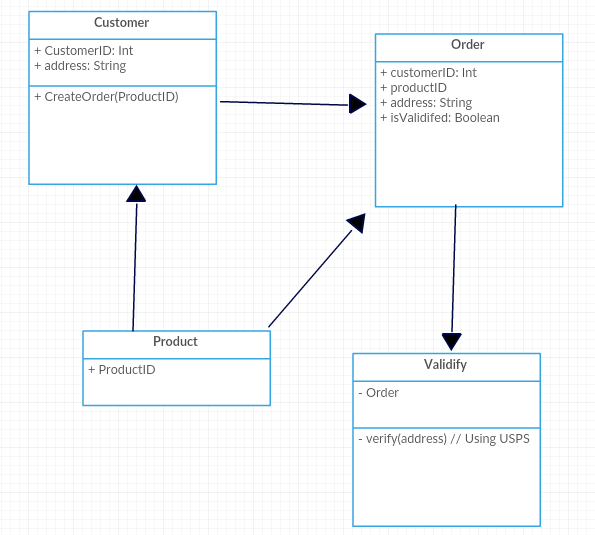 Customer
+ CustomerID: Int
+ address: String
+ CreateOrder(ProductID)
Order
+ customerID: Int
+ productID
+ address: String
+ isValidifed: Boolean
Product
+ ProductID
Validify
- Order
- verify(address) // Using USPS